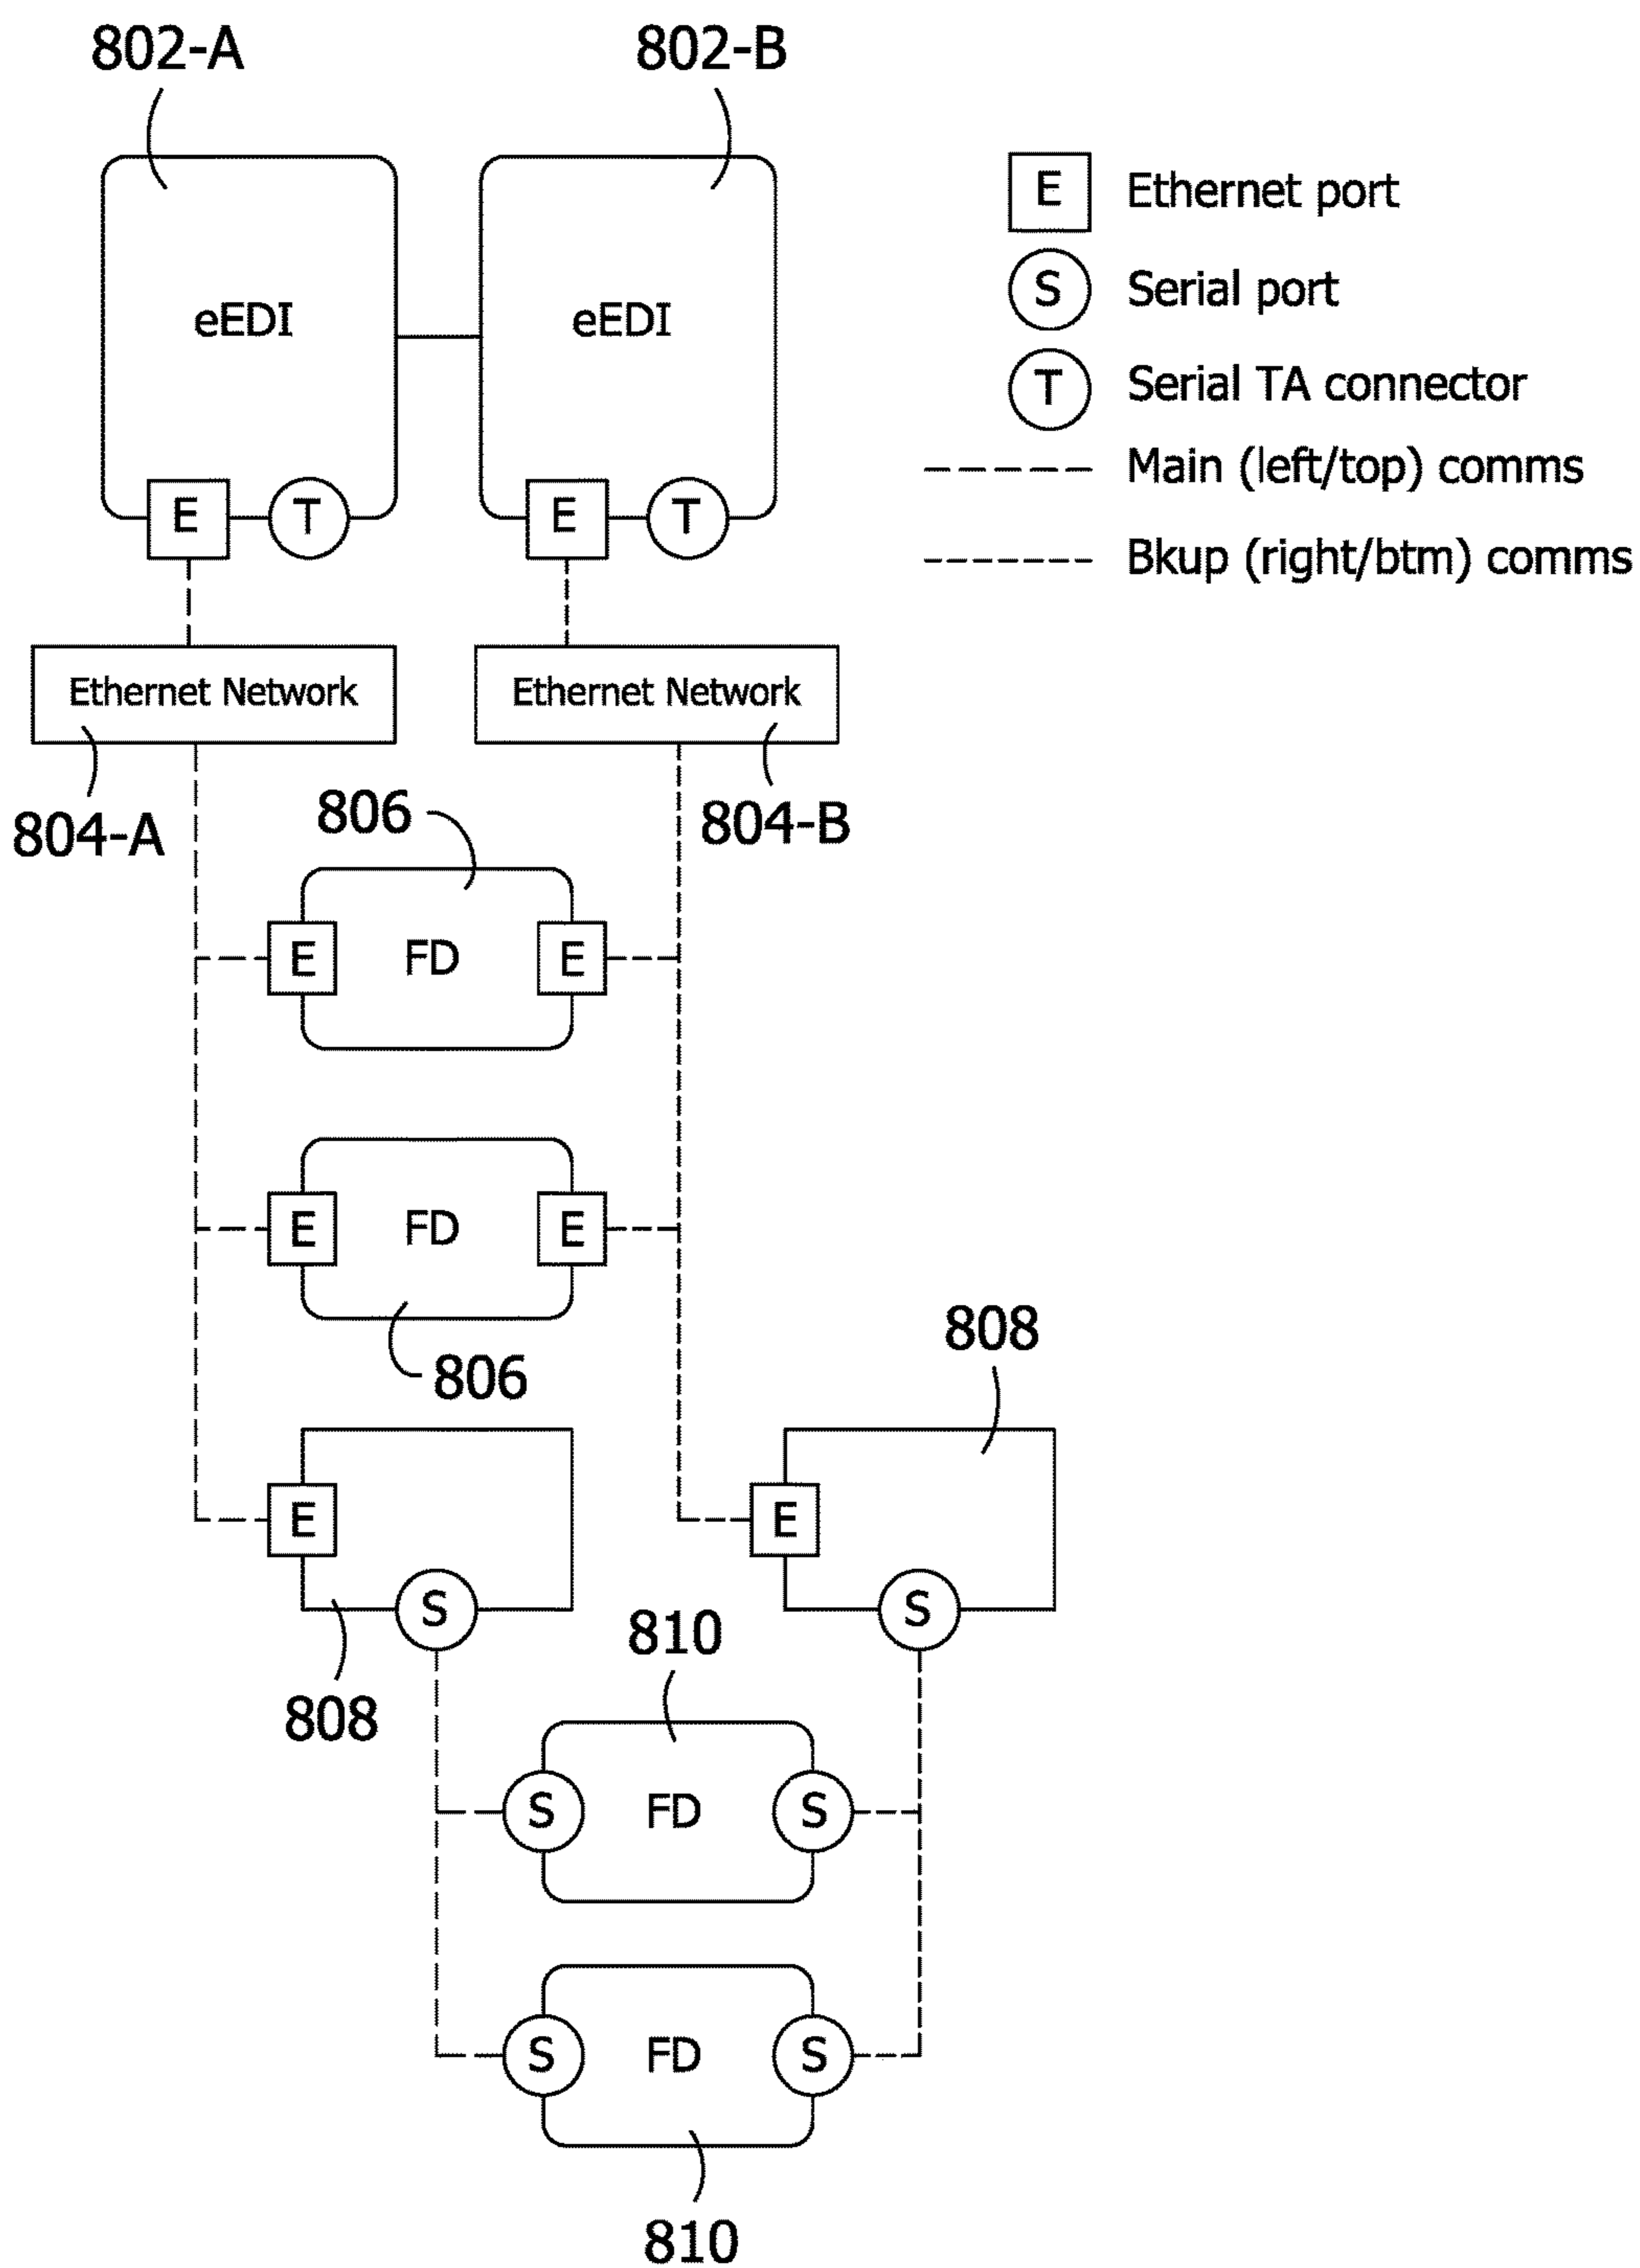 802-A
802-B
eEDI
eEDI
E
T
E
T
E Ethernet port
S Serial port
T Serial TA connector
Main (left/top) comms
Bkup (right/btm) comms
Ethernet Network
Ethernet Network
804-A
804-B
806
E FD E
E FD E
806
808
E
S
808
E
S
810
S FD S
S FD S
810